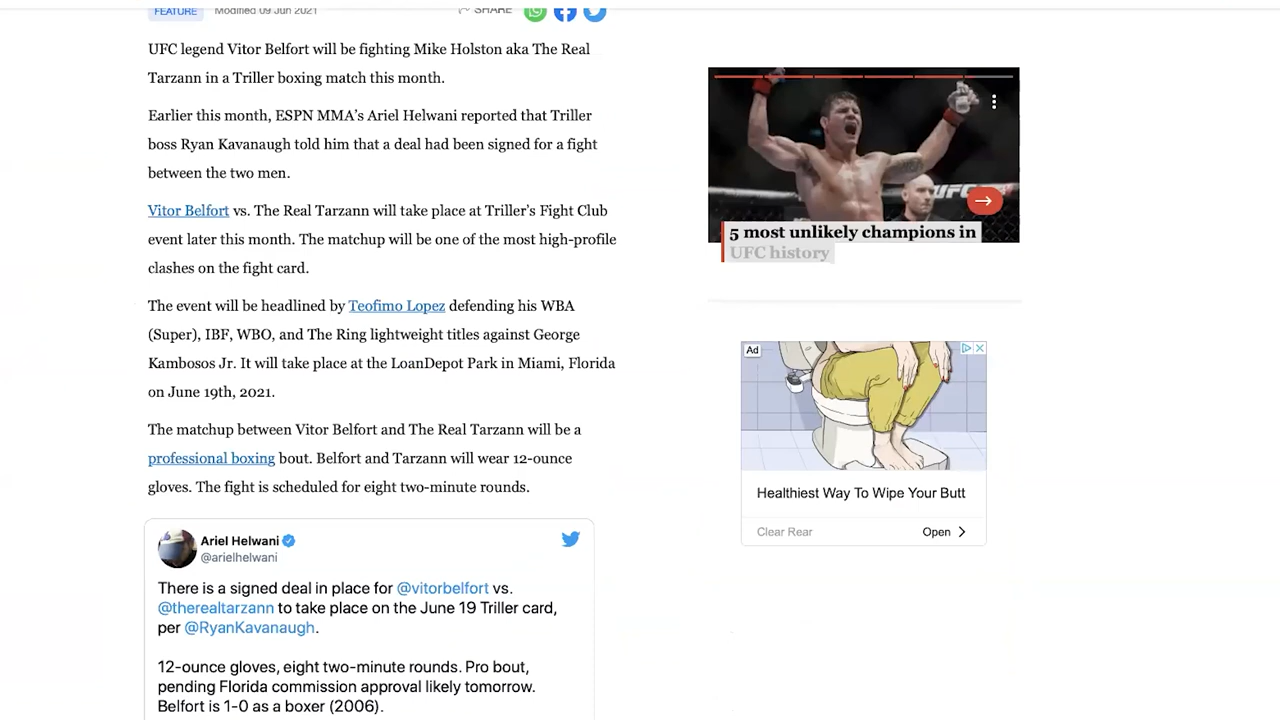 FEATURE
Modified 09 Jun 2021
SHARE
UFC legend Vitor Belfort will be fighting Mike Holston aka The Real
Tarzann in a Triller boxing match this month.
Earlier this month, ESPN MMA's Ariel Helwani reported that Triller
boss Ryan Kavanaugh told him that a deal had been signed for a fight
between the two men.
Vitor Belfort vs. The Real Tarzann will take place at Triller's Fight Club
event later this month. The matchup will be one of the most high-profile
clashes on the fight card.
The event will be headlined by Teofimo Lopez defending his WBA
(Super), IBF, WBO, and The Ring lightweight titles against George
Kambosos Jr. It will take place at the LoanDepot Park in Miami, Florida
on June 19th, 2021.
The matchup between Vitor Belfort and The Real Tarzann will be a
professional boxing bout. Belfort and Tarzann will wear 12-ounce
gloves. The fight is scheduled for eight two-minute rounds.
Ariel Helwani
@arielhelwani
There is a signed deal in place for @vitorbelfort vs.
@therealtarzann to take place on the June 19 Triller card,
per @RyanKavanaugh.
12-ounce gloves, eight two-minute rounds. Pro bout,
pending Florida commission approval likely tomorrow.
Belfort is 1-0 as a boxer (2006).
UFC
5 most unlikely champions in
UFC history
Ad
Healthiest Way To Wipe Your Butt
Clear Rear
Open